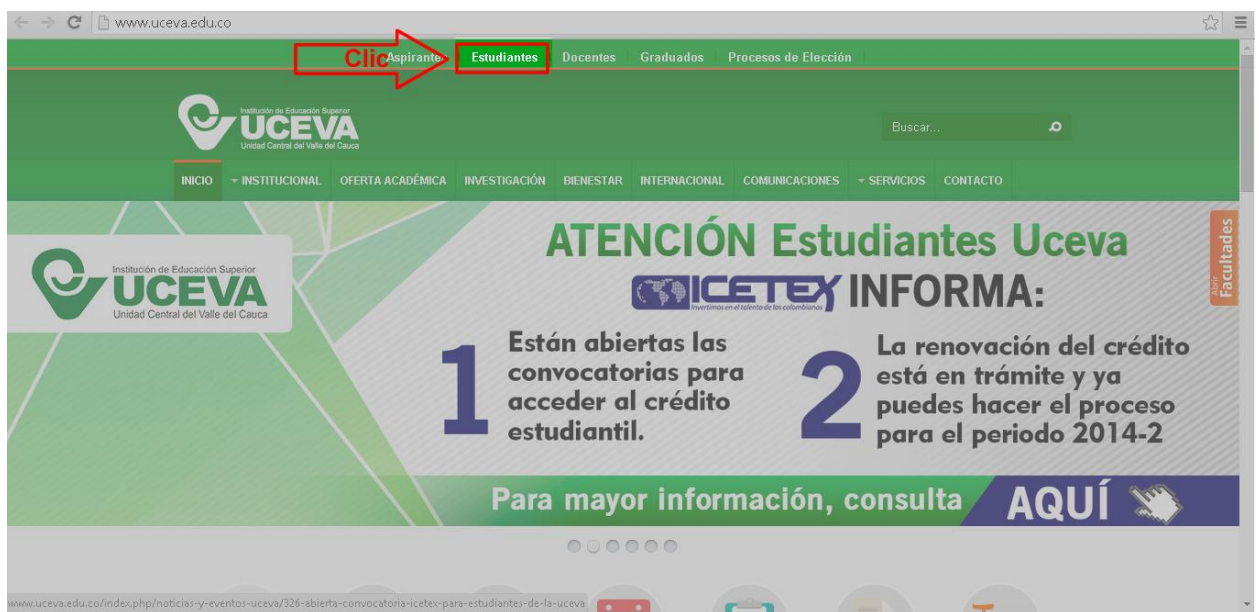 www.uceva.edu.co
Clic
Aspirantes Estudiantes Docentes Graduados Procesos de Elección
Institución de Educación Superior
UCEVA
Unidad Central del Valle del Cauca
Buscar...
INICIO INSTITUCIONAL OFERTA ACADÉMICA INVESTIGACIÓN BIENESTAR INTERNACIONAL COMUNICACIONES SERVICIOS CONTACTO
Institución de Educación Superior
UCEVA
Unidad Central del Valle del Cauca
ATENCIÓN Estudiantes Uceva
ICETEX INFORMA:
Invertimos en el talento de los colombianos
1 Están abiertas las
convocatorias para
acceder al crédito
estudiantil.
2 La renovación del crédito
está en trámite y ya
puedes hacer el proceso
para el periodo 2014-2
Abrir
Facultades
Para mayor información, consulta AQUÍ
www.uceva.edu.co/index.php/noticias-y-eventos-uceva/326-abierta-convocatoria-icetex-para-estudiantes-de-la-uceva